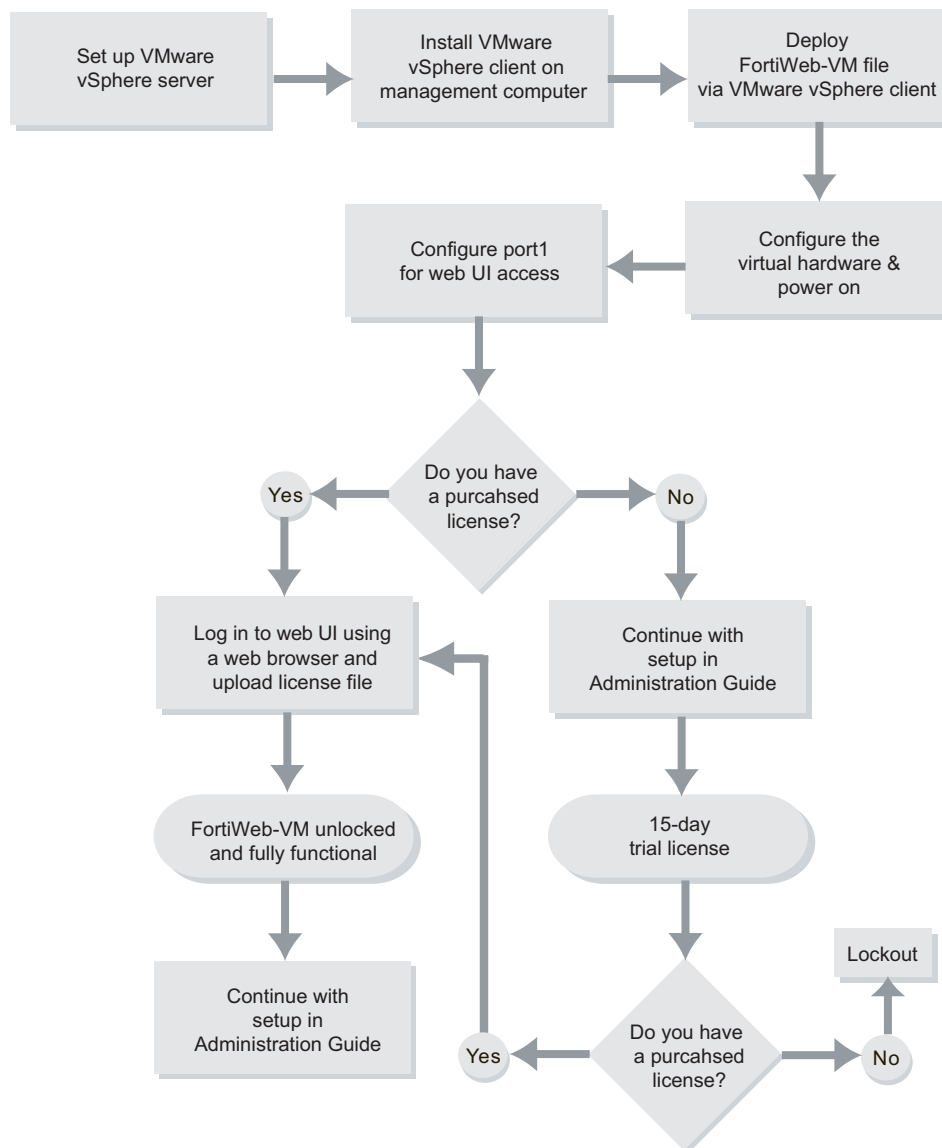 Set up VMware
vSphere server
Install VMware
vSphere client on
management computer
Deploy
FortiWeb-VM file
via VMware vSphere client
Configure the
virtual hardware &
power on
Configure port1
for web UI access
Do you have
a purcahsed
license?
Yes
No
Log in to web UI using
a web browser and
upload license file
Continue with
setup in
Administration Guide
FortiWeb-VM unlocked
and fully functional
15-day
trial license
Continue with
setup in
Administration Guide
Do you have
a purcahsed
license?
Yes
No
Lockout